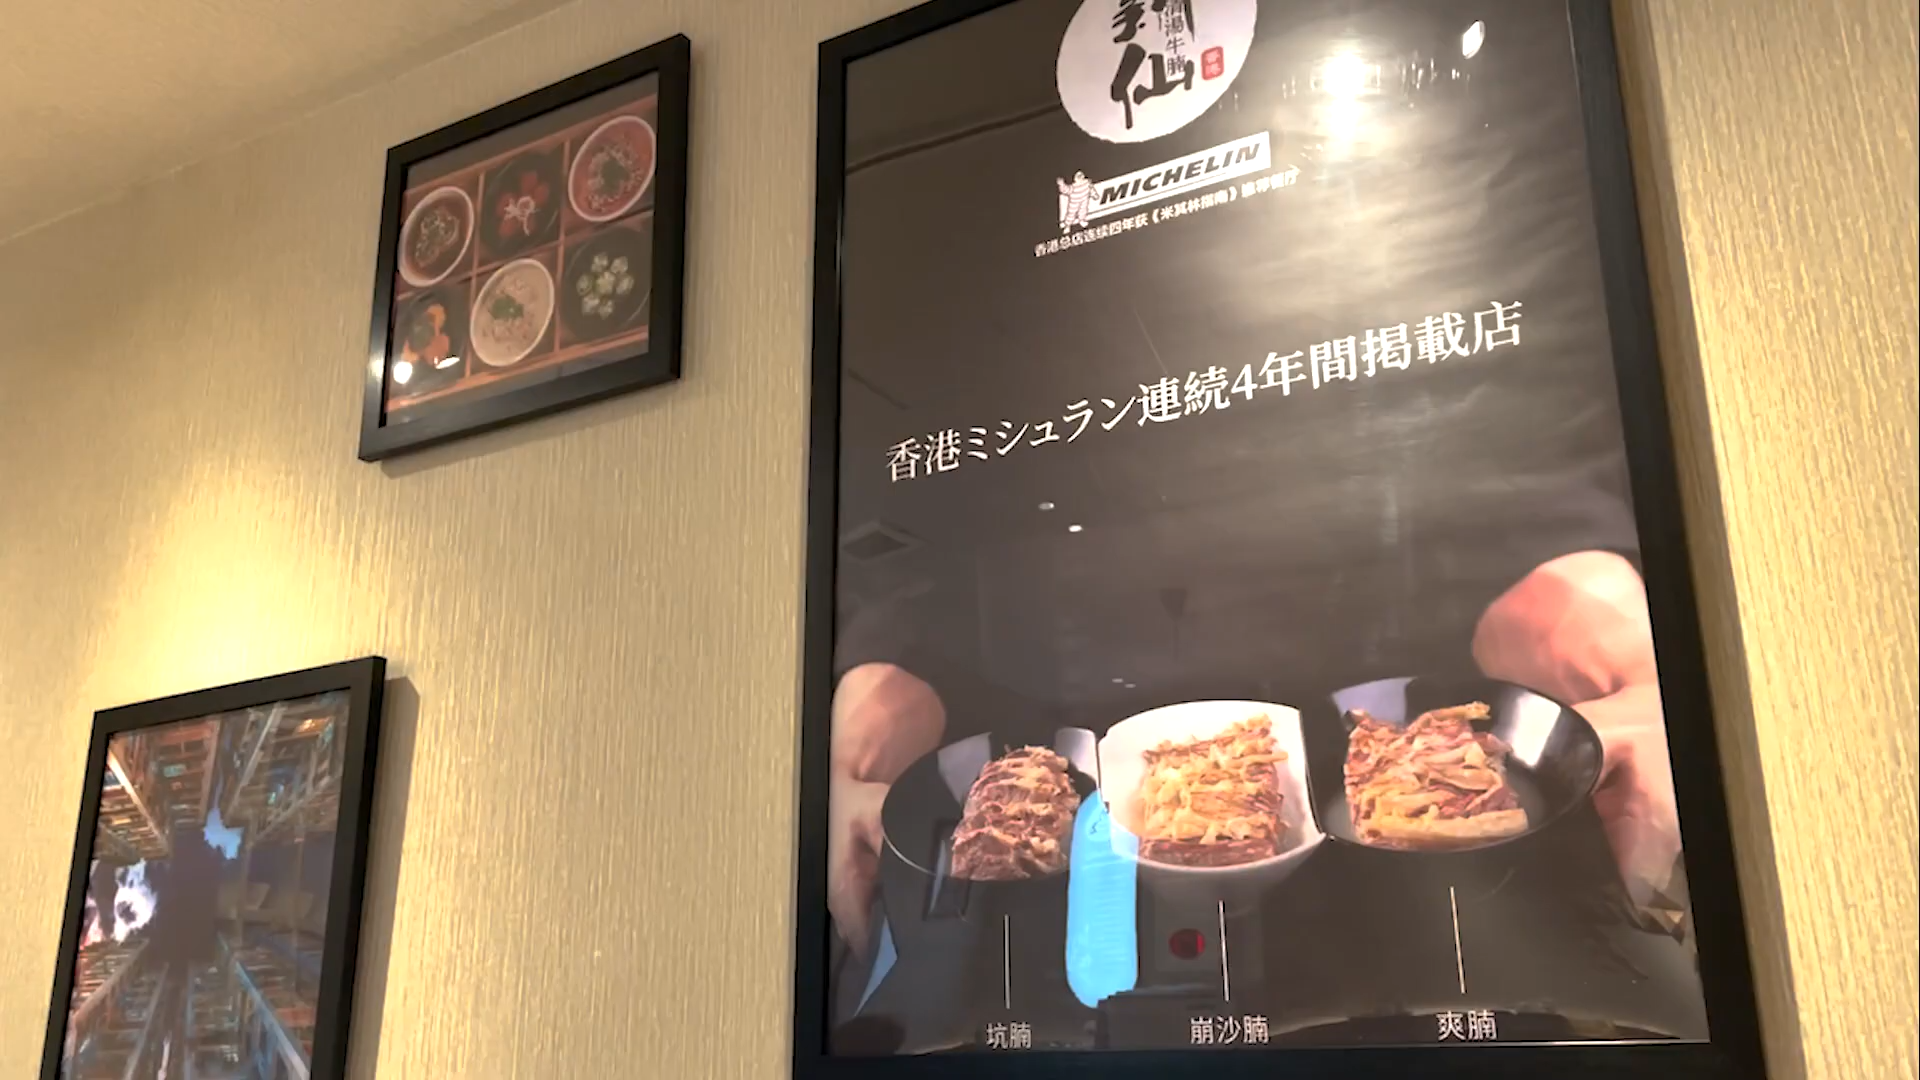 清湯牛腩
仙
香港
MICHELIN
香港总店连续四年获《米其林指南》推荐餐厅
香港ミシュラン連続4年間掲載店
坑腩
崩沙腩
爽腩